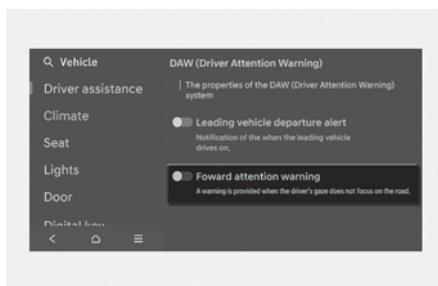 Vehicle
Driver assistance
Climate
Seat
Lights
Door
Digital key
DAW (Driver Attention Warning)
The properties of the DAW (Driver Attention Warning)
system
Leading vehicle departure alert
Notification of the when the leading vehicle
drives on,
Foward attention warning
A warning is provided when the driver's gaze does not focus on the road,